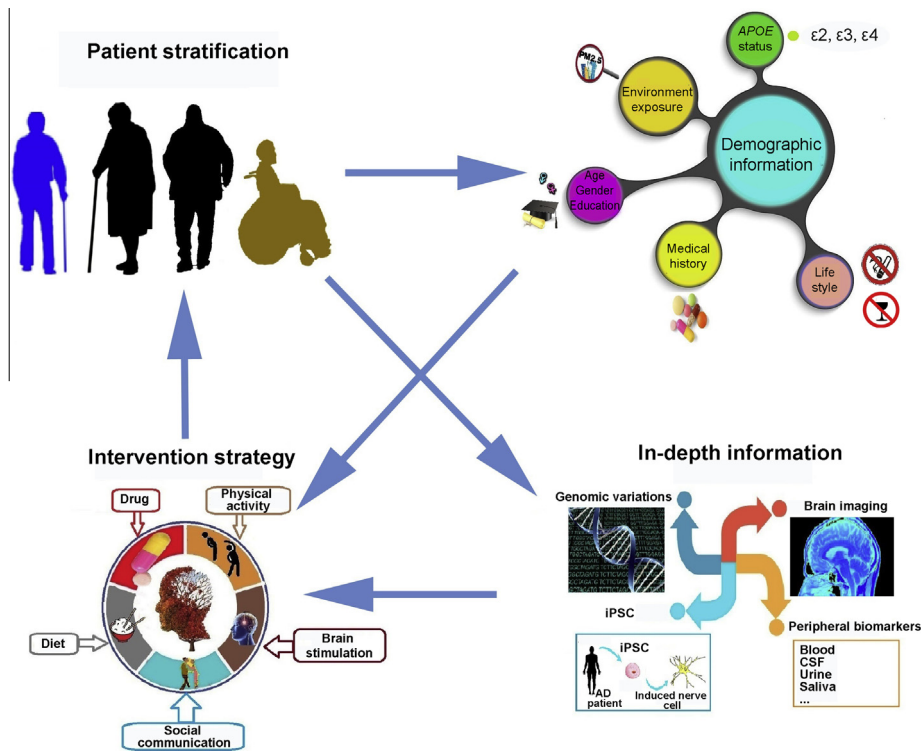 Patient stratification
APOE
status
ε2, ε3, ε4
PM2.5
Environment
exposure
Demographic
information
Age
Gender
Education
Medical
history
Life
style
Intervention strategy
Drug
Physical
activity
Diet
Brain
stimulation
Social
communication
In-depth information
Genomic variations
Brain imaging
iPSC
Peripheral biomarkers
iPSC
AD
patient
Induced nerve
cell
Blood
CSF
Urine
Saliva
...